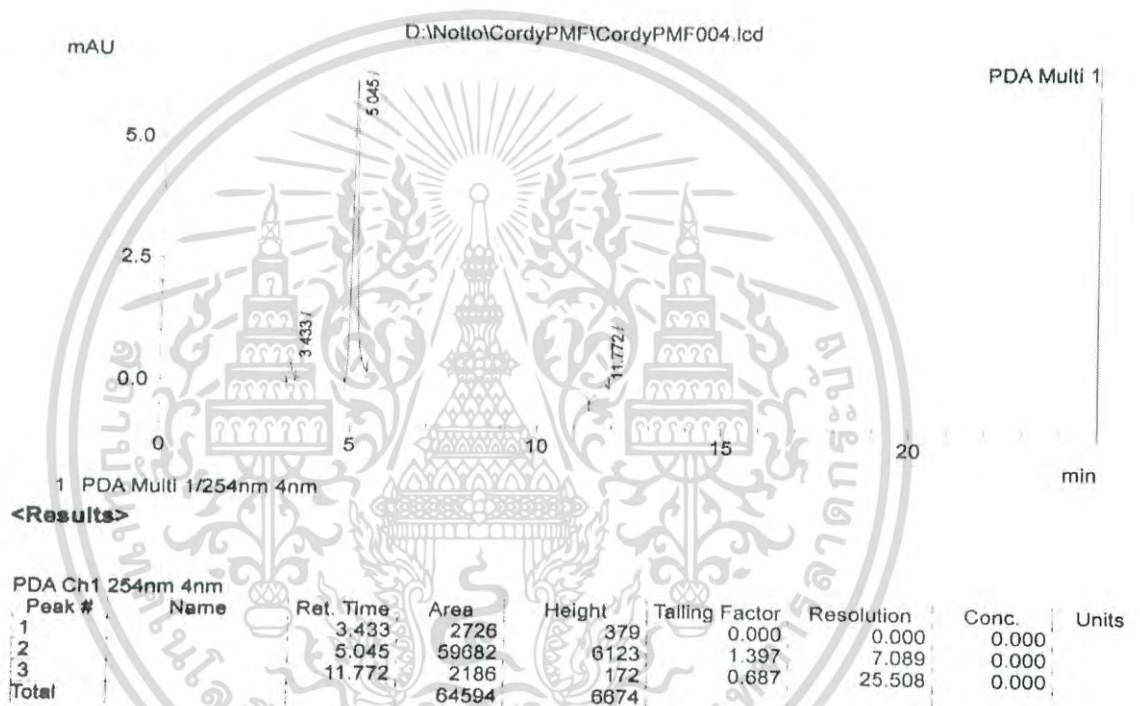 D:\Notto\CordyPMF\CordyPMF004.lcd
mAU
PDA Multi 1
5.045 /
5.0
2.5
3.433 /
11.772 /
0.0
0 5 10 15 20
min
1 PDA Multi 1/254nm 4nm
<Results>
PDA Ch1 254nm 4nm
Peak # Name Ret. Time Area Height Tailing Factor Resolution Conc. Units
1 3.433 2726 379 0.000 0.000 0.000
2 5.045 59682 6123 1.397 7.089 0.000
3 11.772 2186 172 0.687 25.508 0.000
Total 64594 6674